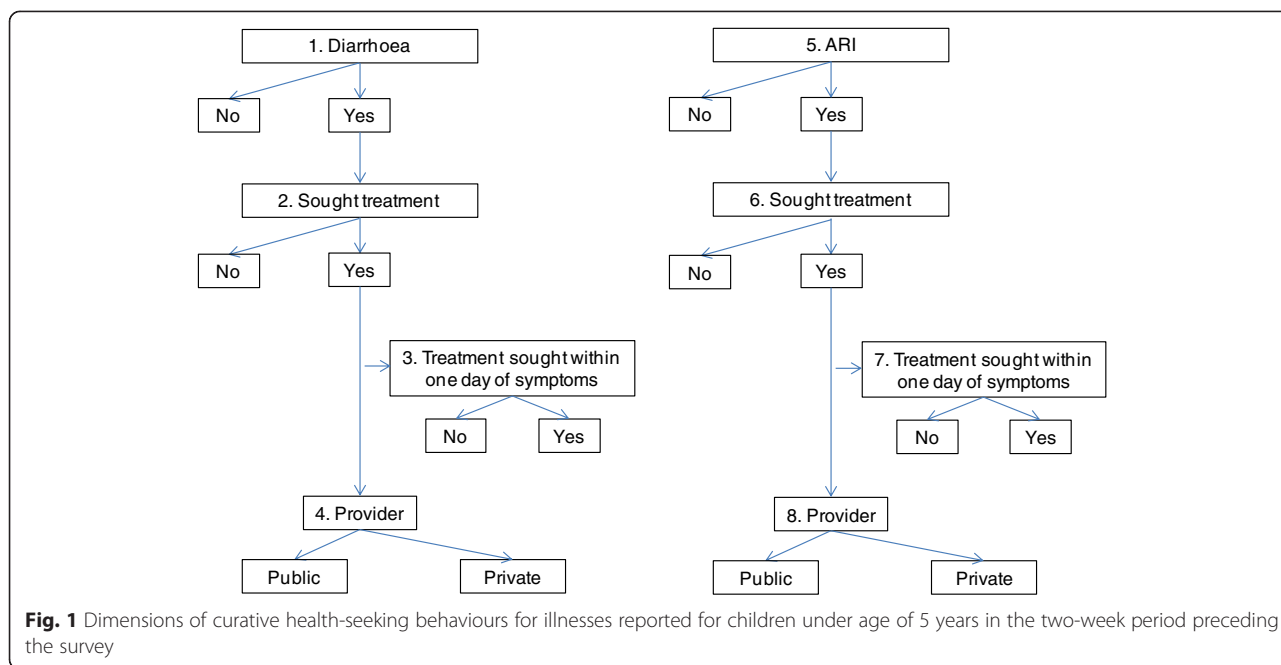 1. Diarrhoea
No
Yes
2. Sought treatment
No
Yes
3. Treatment sought within
one day of symptoms
No
Yes
4. Provider
Public
Private
5. ARI
No
Yes
6. Sought treatment
No
Yes
7. Treatment sought within
one day of symptoms
No
Yes
8. Provider
Public
Private
Fig. 1 Dimensions of curative health-seeking behaviours for illnesses reported for children under age of 5 years in the two-week period preceding
the survey